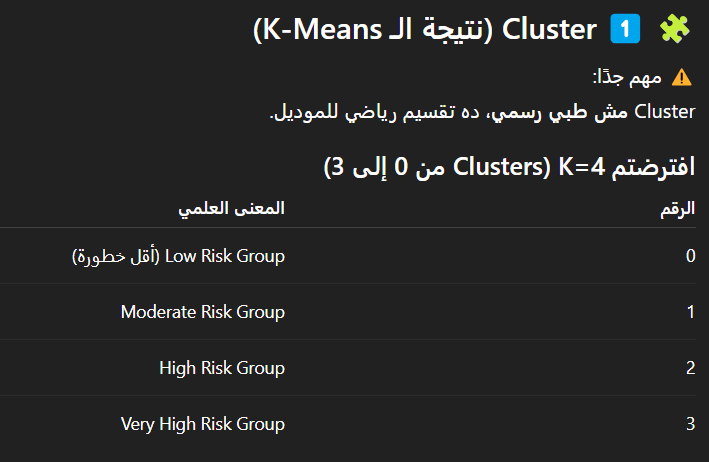 🧩 1️⃣ Cluster (نتيجة الـ K-Means)
⚠️ مهم جدًا:
Cluster مش طبي رسمي، ده تقسيم رياضي للموديل.
افترضتم K=4 (Clusters من 0 إلى 3)
الرقم المعنى العلمي
0 Low Risk Group (أقل خطورة)
1 Moderate Risk Group
2 High Risk Group
3 Very High Risk Group